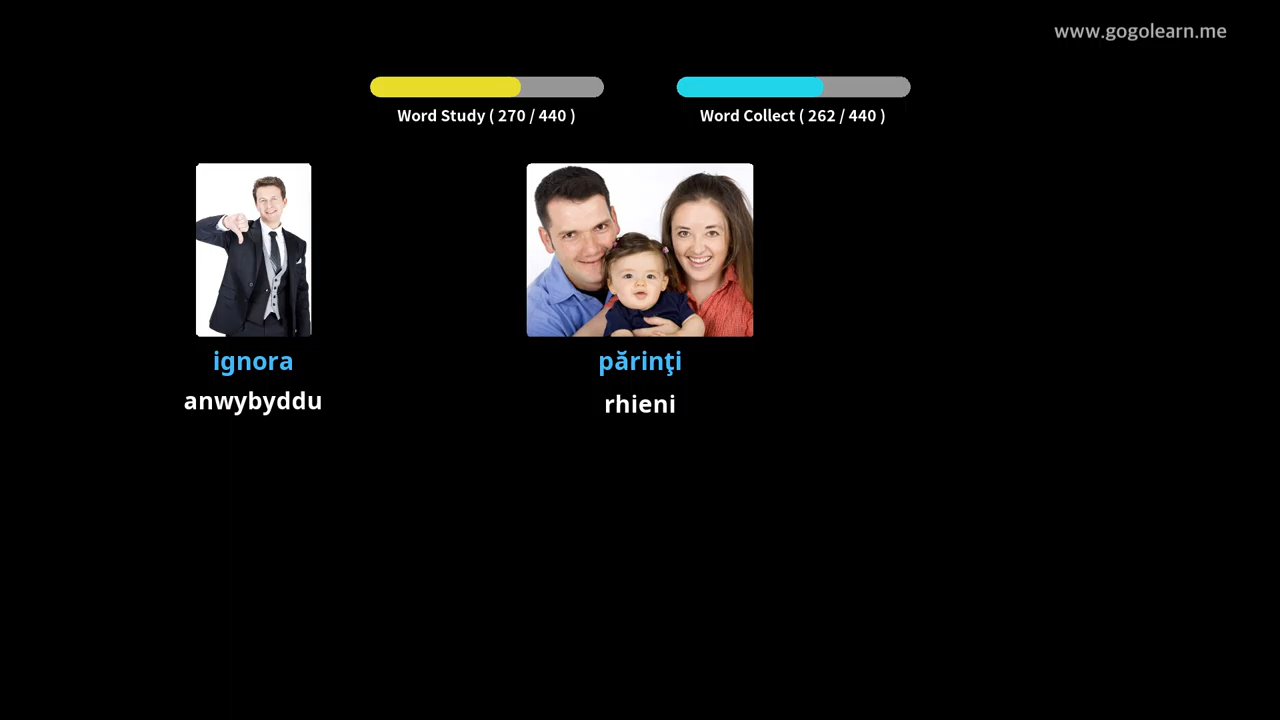 www.gogolearn.me
Word Study ( 270 / 440 )
Word Collect ( 262 / 440 )
ignora
părinţi
anwybyddu
rhieni